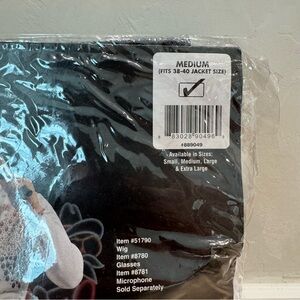 MEDIUM
(FITS 38-40 JACKET SIZE)
63028 90496
#889049
Available in Sizes:
Small, Medium, Large
& Extra Large
Item #51790
Wig
Item #8780
Glasses
Item #8781
Microphone
Sold Separately